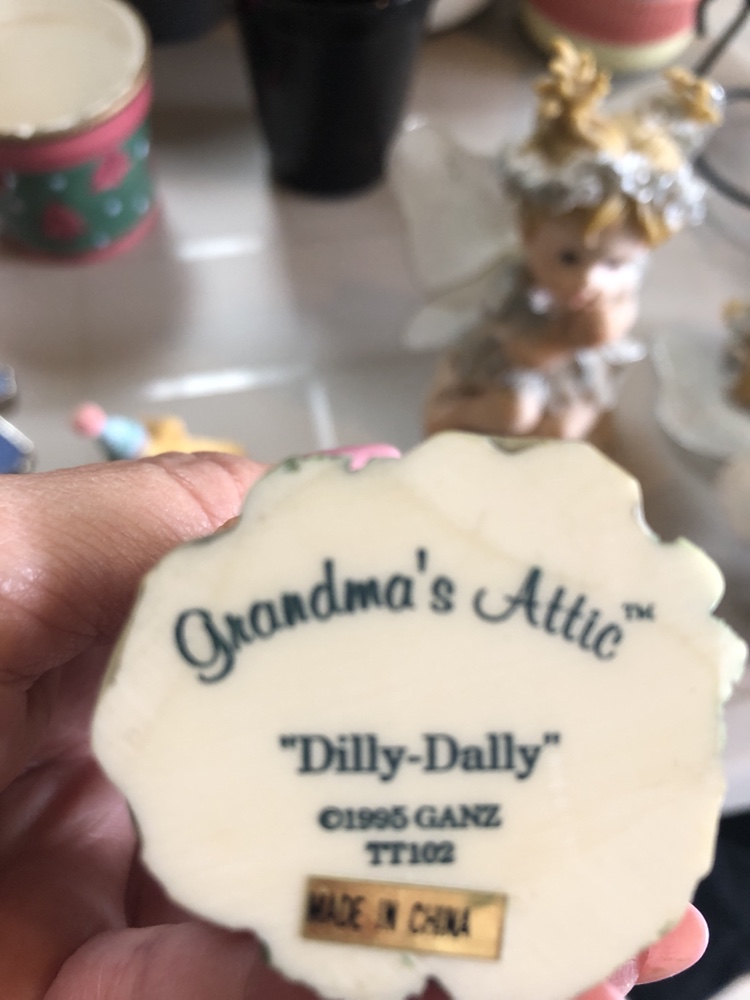 Grandma's Attic™
"Dilly-Dally"
©1995 GANZ
TT102
MADE IN CHINA